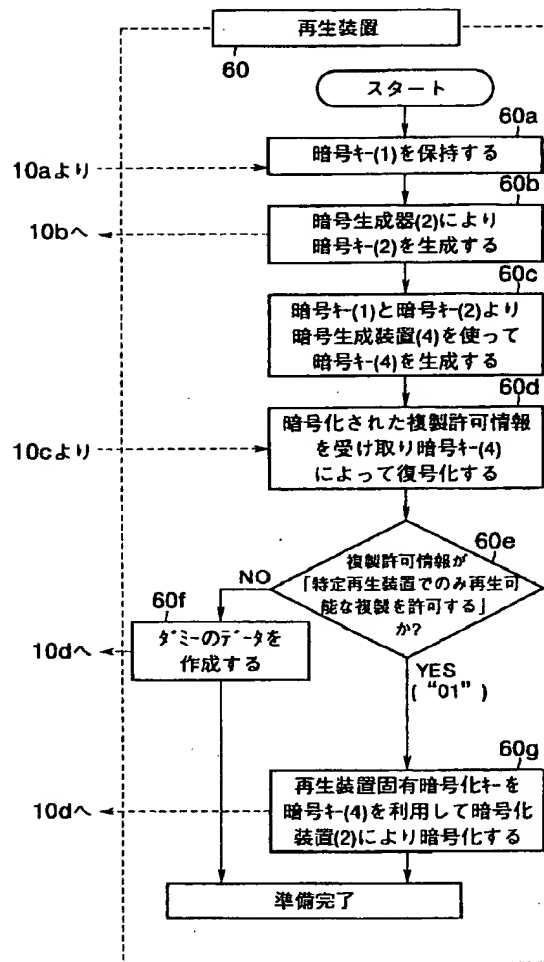 再生装置
60
スタート
60a
暗号キー(1)を保持する
10aより
60b
暗号生成器(2)により
暗号キー(2)を生成する
10bへ
60c
暗号キー(1)と暗号キー(2)より
暗号生成装置(4)を使って
暗号キー(4)を生成する
60d
暗号化された複製許可情報
を受け取り暗号キー(4)
によって復号化する
10cより
60e
複製許可情報が
「特定再生装置でのみ再生可
能な複製を許可する」
か?
NO
60f
ダミーのデータを
作成する
10dへ
YES
("01")
60g
再生装置固有暗号化キーを
暗号キー(4)を利用して暗号化
装置(2)により暗号化する
10dへ
準備完了